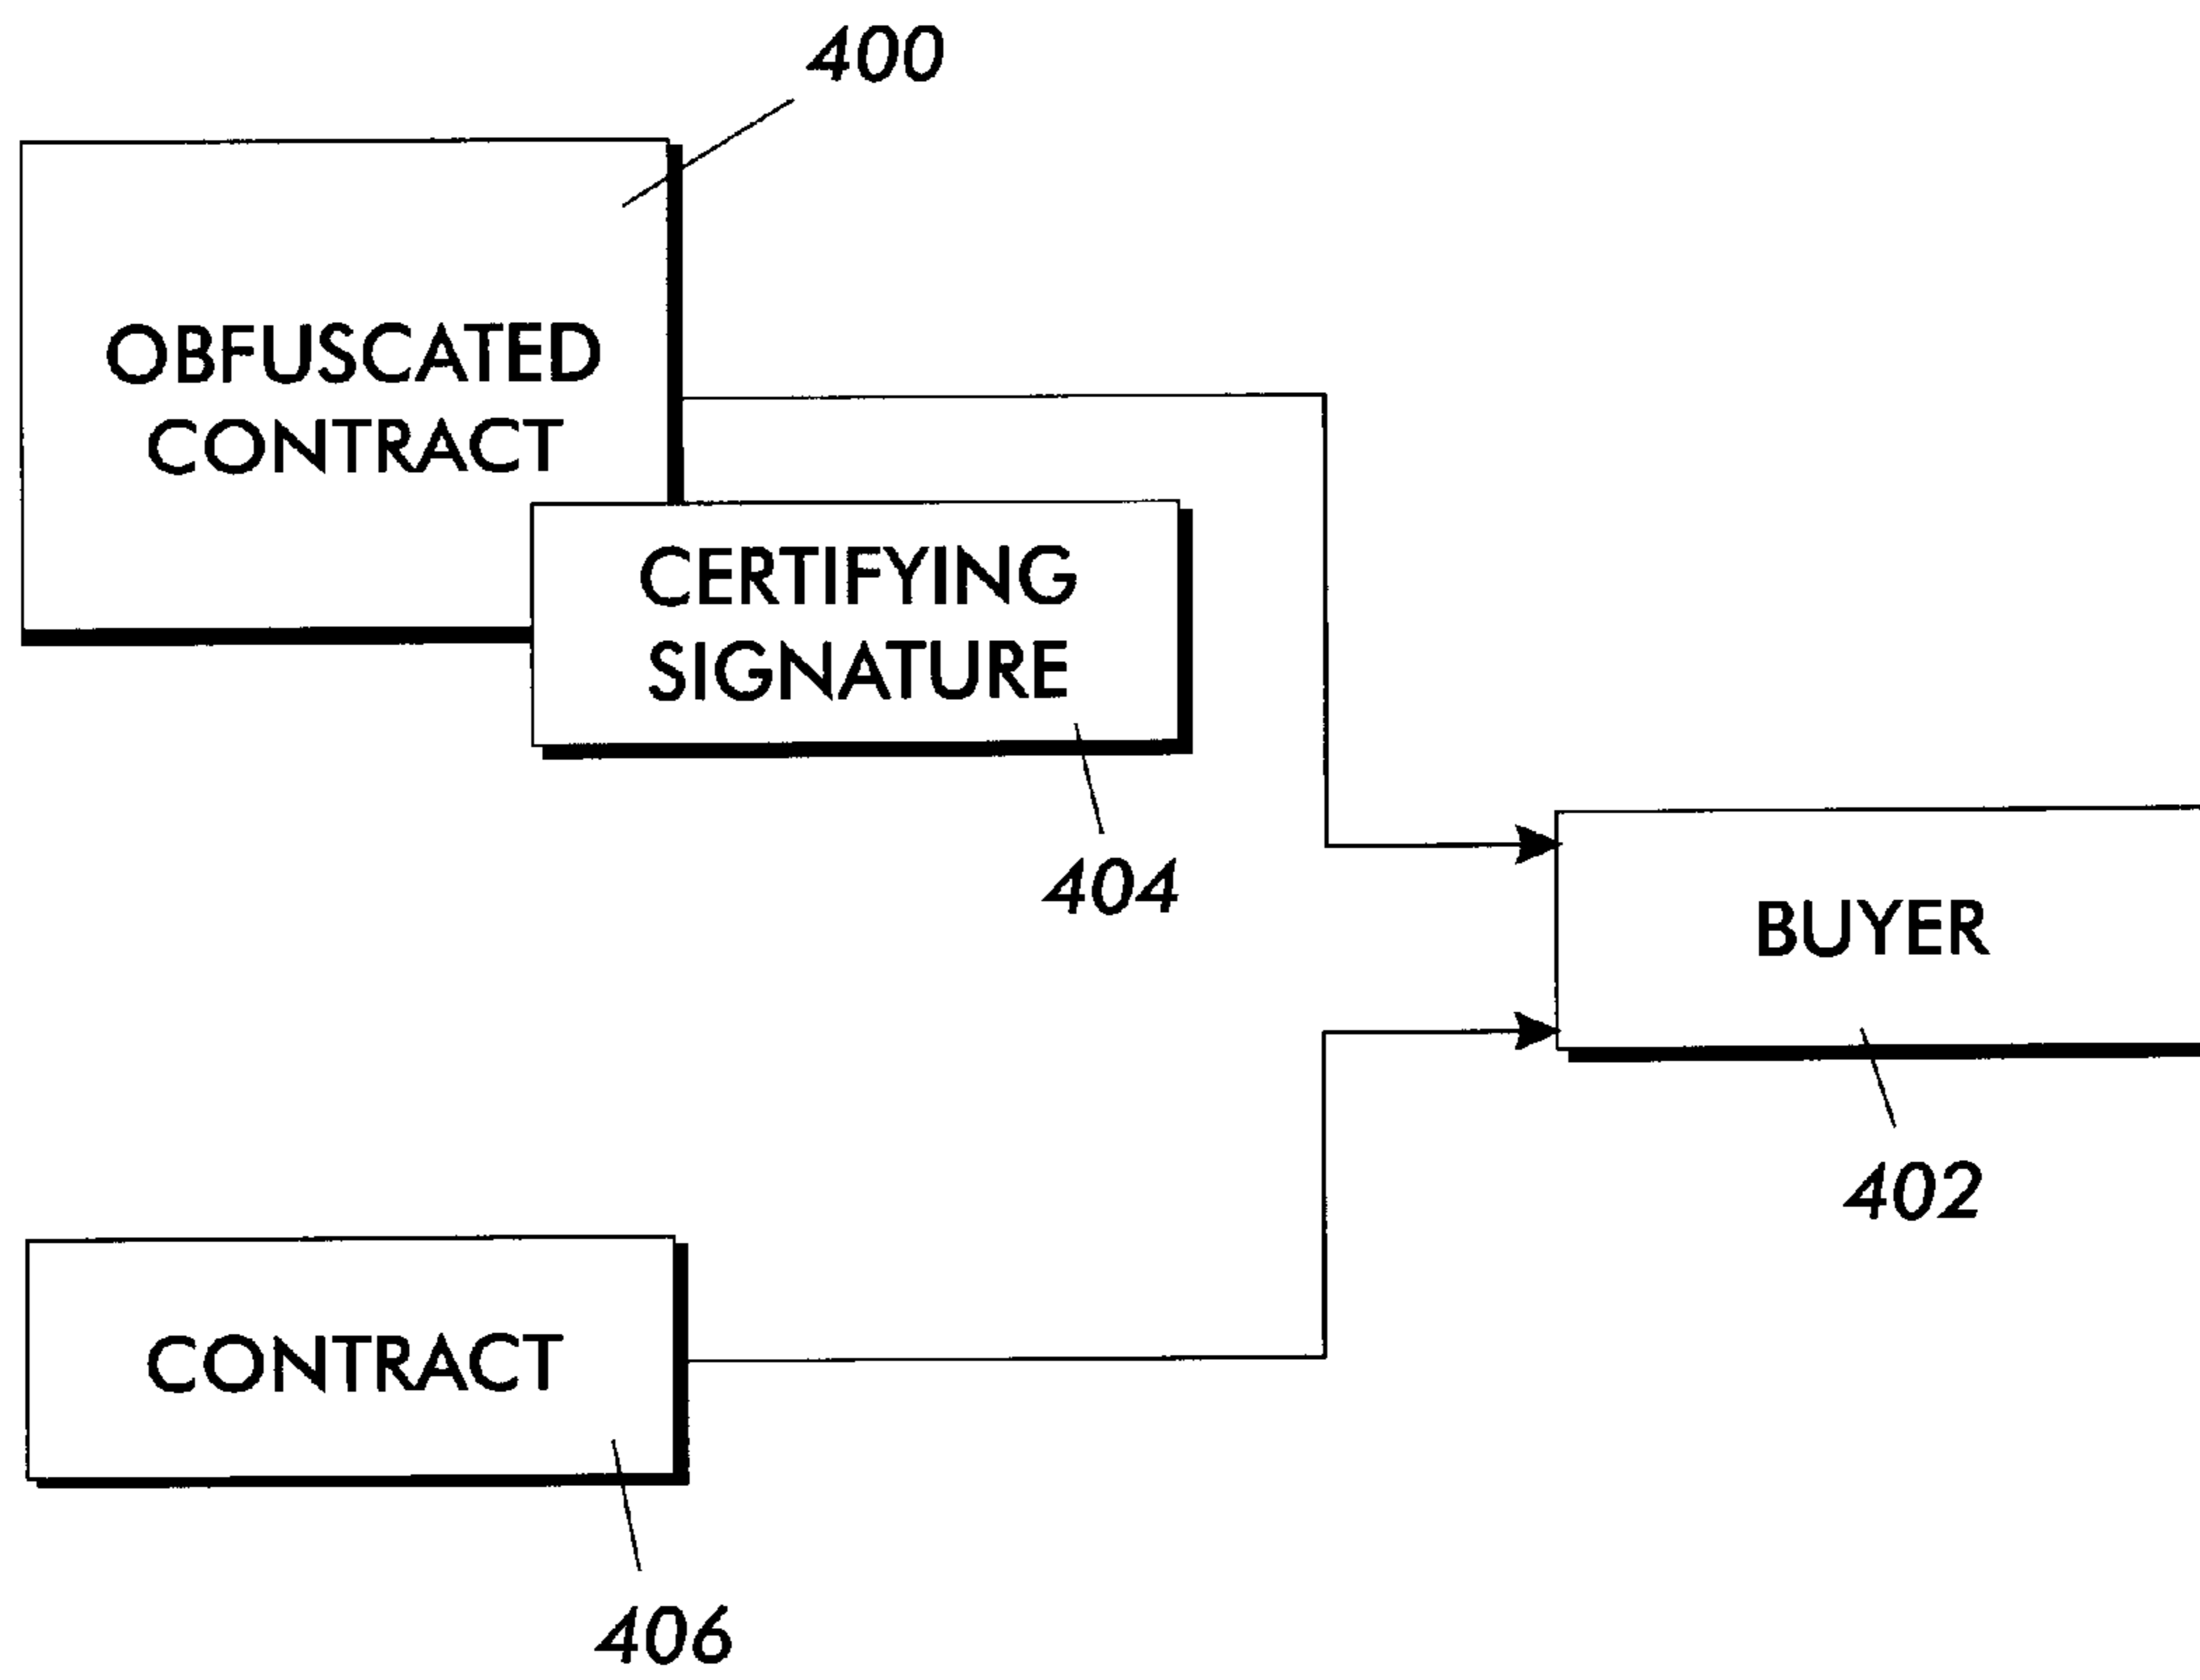 400
OBFUSCATED
CONTRACT
CERTIFYING
SIGNATURE
404
BUYER
402
CONTRACT
406